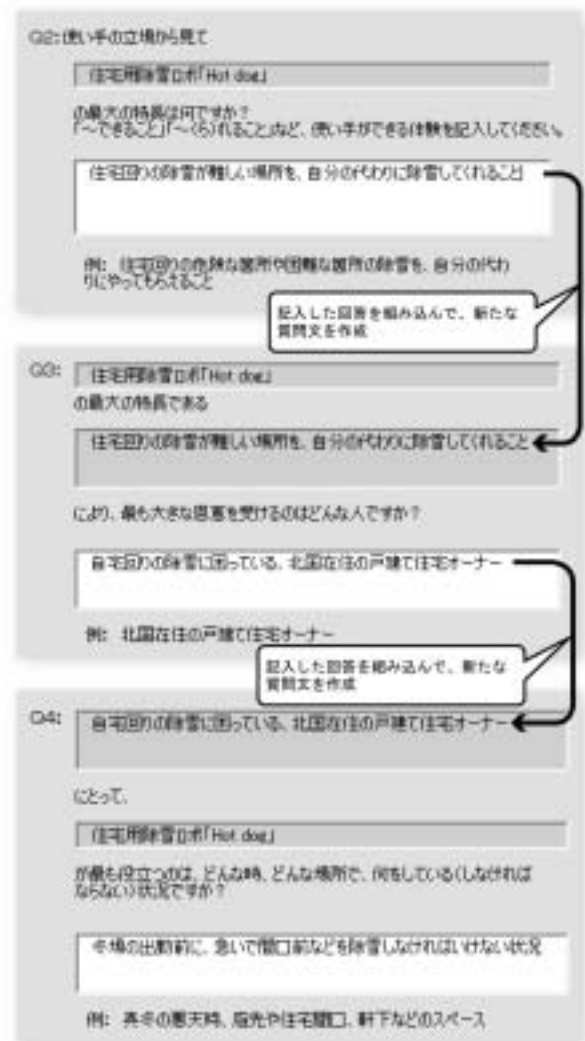 Q2: 使い手の立場から見て
住宅用除雪ロボ「Hot dog」
の最大の特長は何ですか?
「~できること」「~(ら)れること」など、使い手ができる体験を記入してください。
住宅回りの除雪が難しい場所を、自分の代わりに除雪してくれること
例: 住宅回りの危険な箇所や困難な箇所の除雪を、自分の代わ
りにやってもらえること
記入した回答を組み込んで、新たな
質問文を作成
Q3: 住宅用除雪ロボ「Hot dog」
の最大の特長である
住宅回りの除雪が難しい場所を、自分の代わりに除雪してくれること
により、最も大きな恩恵を受けるのはどんな人ですか?
自宅回りの除雪に困っている、北国在住の戸建て住宅オーナー
例: 北国在住の戸建て住宅オーナー
記入した回答を組み込んで、新たな
質問文を作成
Q4: 自宅回りの除雪に困っている、北国在住の戸建て住宅オーナー
にとって、
住宅用除雪ロボ「Hot dog」
が最も役立つのは、どんな時、どんな場所で、何をしている(しなければ
ならない)状況ですか?
冬場の出勤前に、急いで間口前などを除雪しなければいけない状況
例: 真冬の悪天時、庭先や住宅間口、軒下などのスペース